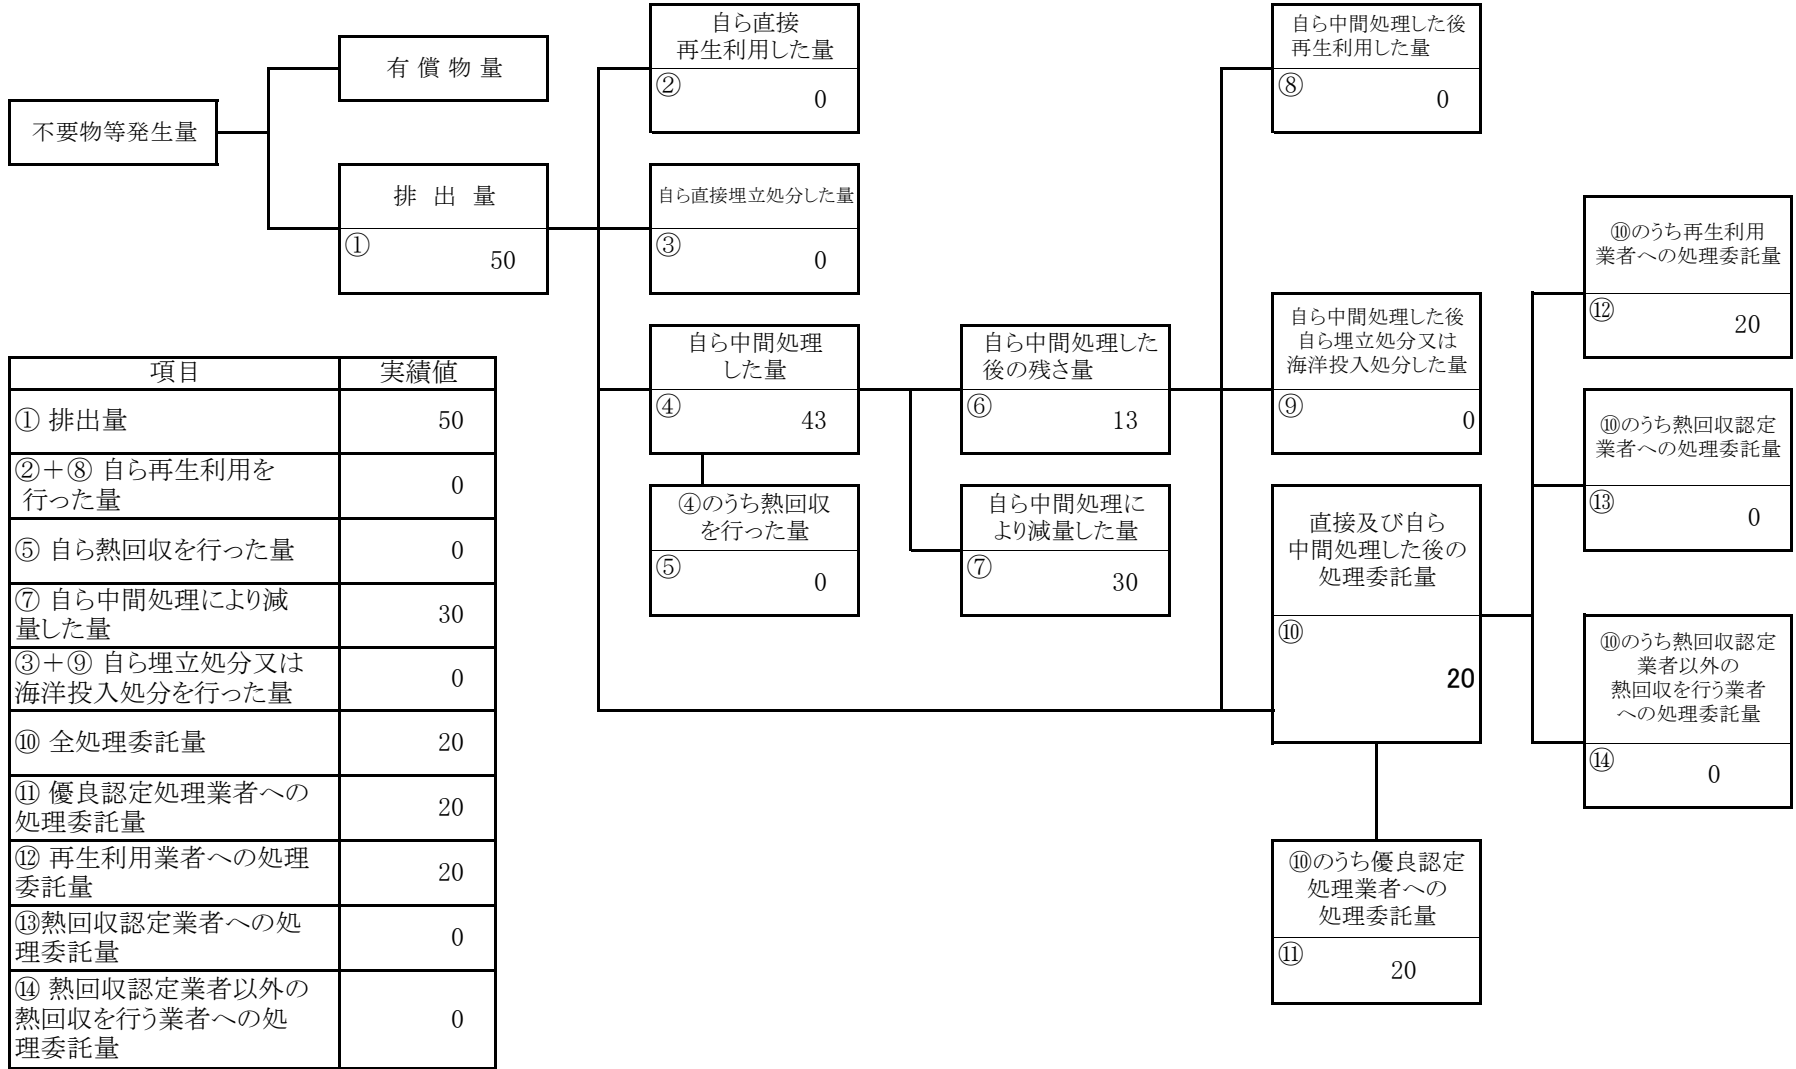 不要物等発生量
有 償 物 量
排 出 量
①
50
自ら直接
再生利用した量
②
0
自ら直接埋立処分した量
③
0
自ら中間処理
した量
④
43
④のうち熱回収
を行った量
⑤
0
自ら中間処理した
後の残さ量
⑥
13
自ら中間処理に
より減量した量
⑦
30
自ら中間処理した後
再生利用した量
⑧
0
自ら中間処理した後
自ら埋立処分又は
海洋投入処分した量
⑨
0
直接及び自ら
中間処理した後の
処理委託量
⑩
20
⑩のうち優良認定
処理業者への
処理委託量
⑪
20
⑩のうち再生利用
業者への処理委託量
⑫
20
⑩のうち熱回収認定
業者への処理委託量
⑬
0
⑩のうち熱回収認定
業者以外の
熱回収を行う業者
への処理委託量
⑭
0
項目 実績値
① 排出量 50
②＋⑧ 自ら再生利用を
行った量 0
⑤ 自ら熱回収を行った量 0
⑦ 自ら中間処理により減
量した量 30
③＋⑨ 自ら埋立処分又は
海洋投入処分を行った量 0
⑩ 全処理委託量 20
⑪ 優良認定処理業者への
処理委託量 20
⑫ 再生利用業者への処理
委託量 20
⑬熱回収認定業者への処
理委託量 0
⑭ 熱回収認定業者以外の
熱回収を行う業者への処
理委託量 0